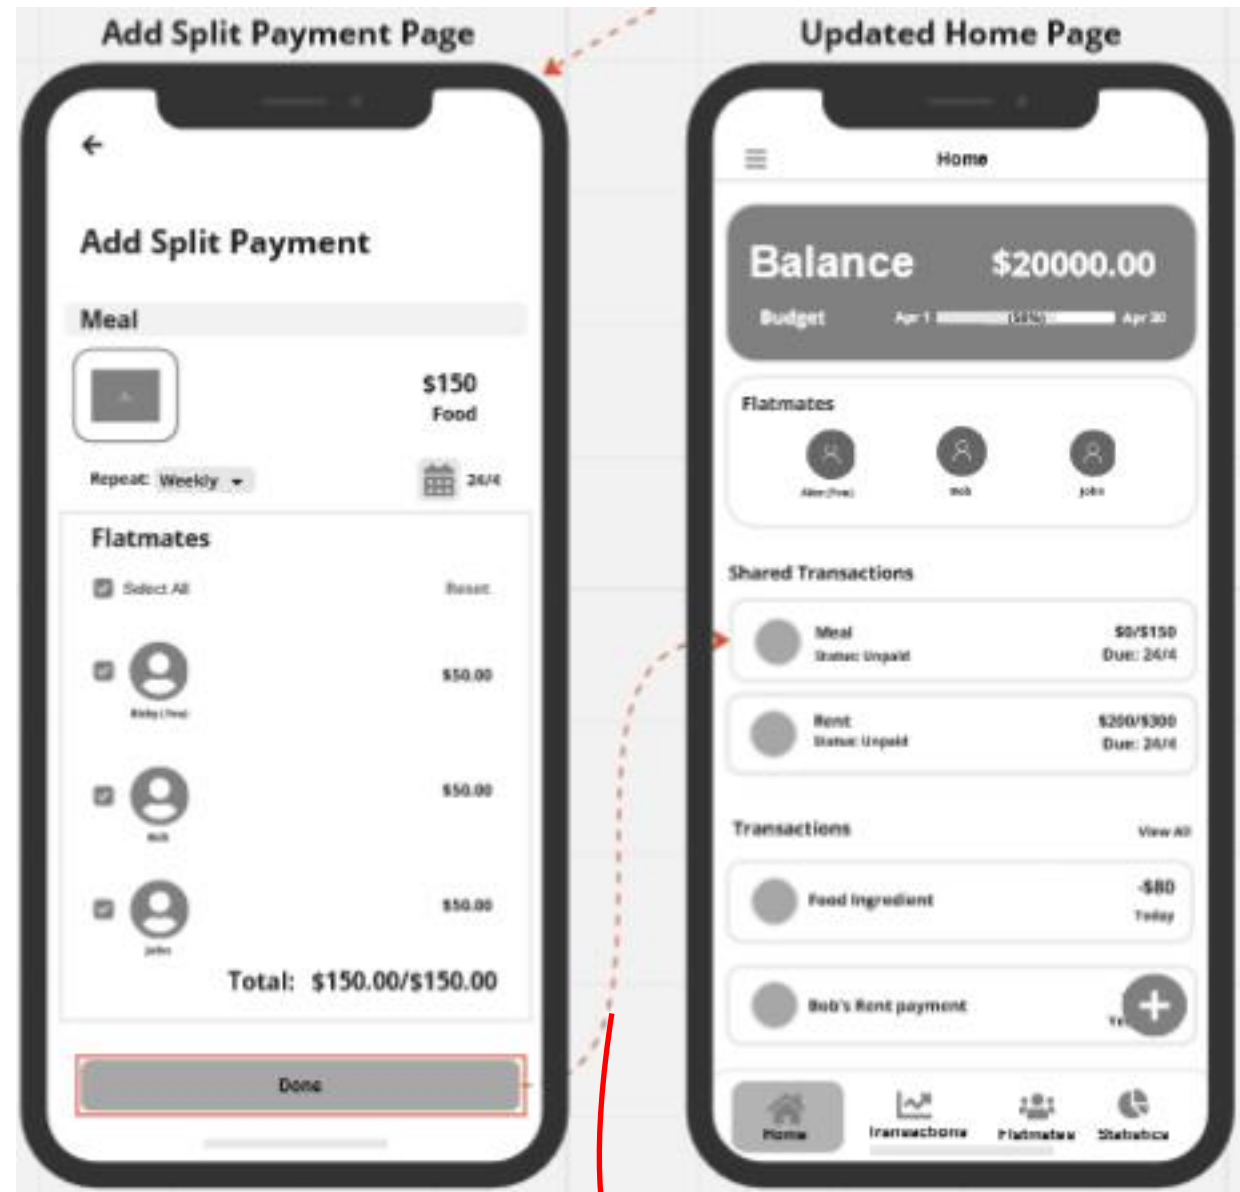 Add Split Payment Page
Add Split Payment
Meal
$150
Food
Repeat: Weekly
24/4
Flatmates
Select All
Reset
$50.00
(You)
$50.00
Bob
$50.00
John
Total: $150.00/$150.00
Done
Updated Home Page
Home
Balance $20000.00
Budget Apr 1 Apr 30
Flatmates
(You) Bob John
Shared Transactions
Meal $0/$150
Status: Unpaid Due: 24/4
Rent $200/$300
Status: Unpaid Due: 24/4
Transactions View All
Food Ingredient -$80
Today
Bob's Rent payment
Home Transactions Flatmates Statistics